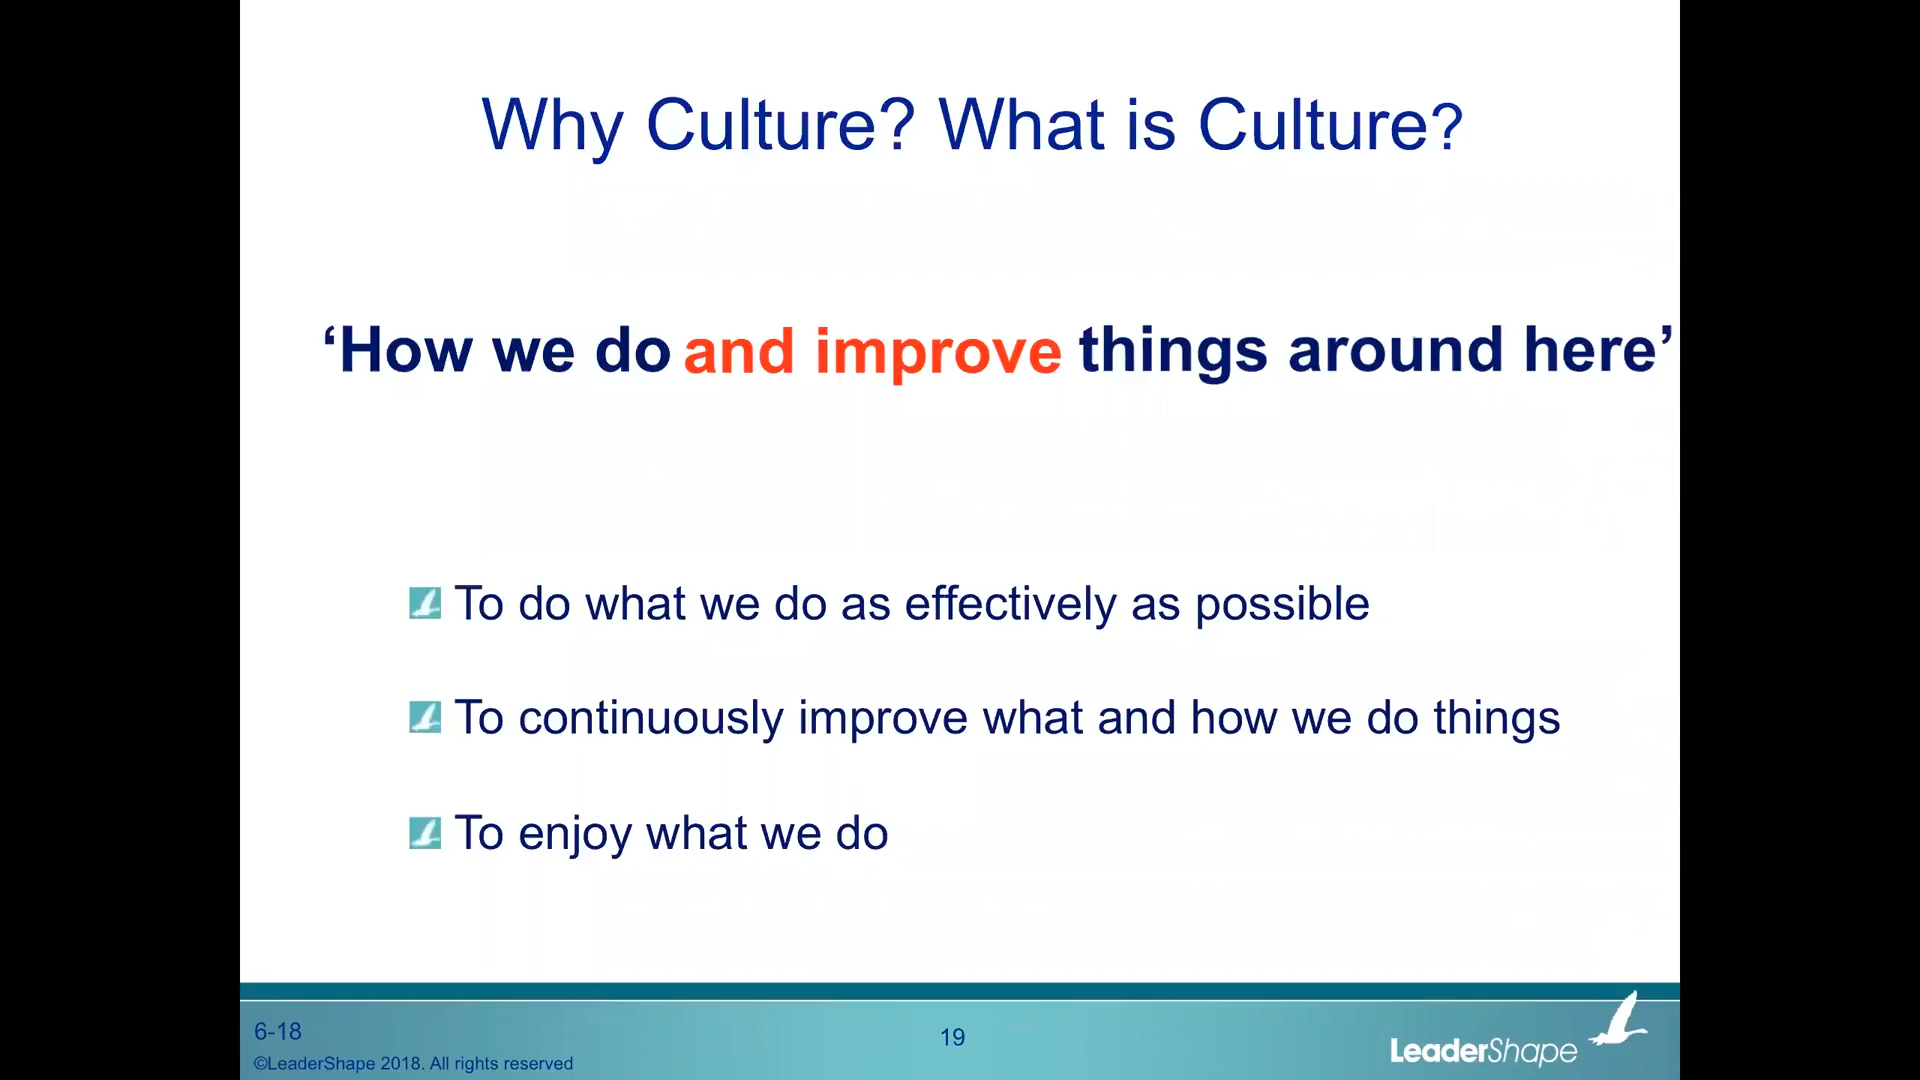 Why Culture? What is Culture?
‘How we do and improve things around here’
To do what we do as effectively as possible
To continuously improve what and how we do things
To enjoy what we do
6-18
19
©LeaderShape 2018. All rights reserved
LeaderShape